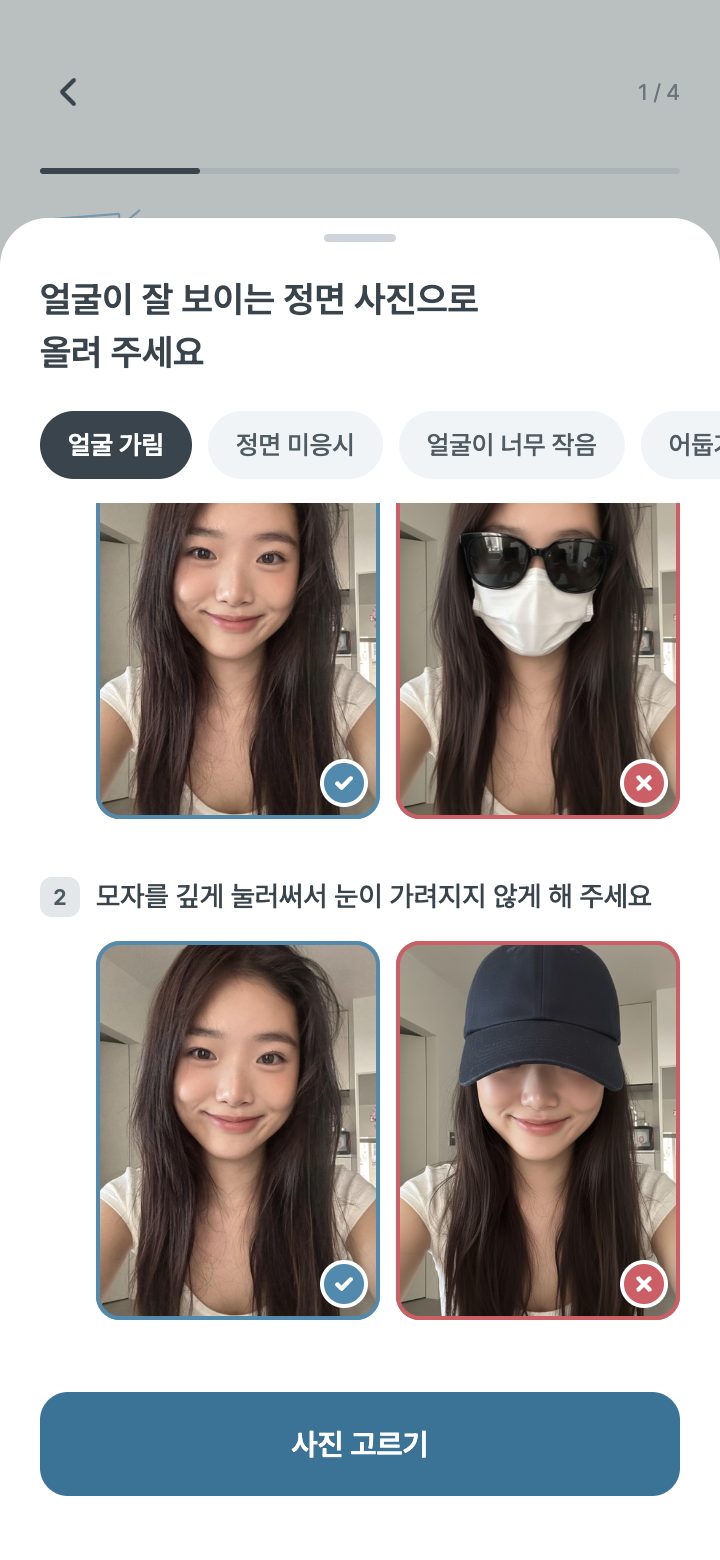 1 / 4
얼굴이 잘 보이는 정면 사진으로
올려 주세요
얼굴 가림
정면 미응시
얼굴이 너무 작음
2
모자를 깊게 눌러써서 눈이 가려지지 않게 해 주세요
사진 고르기